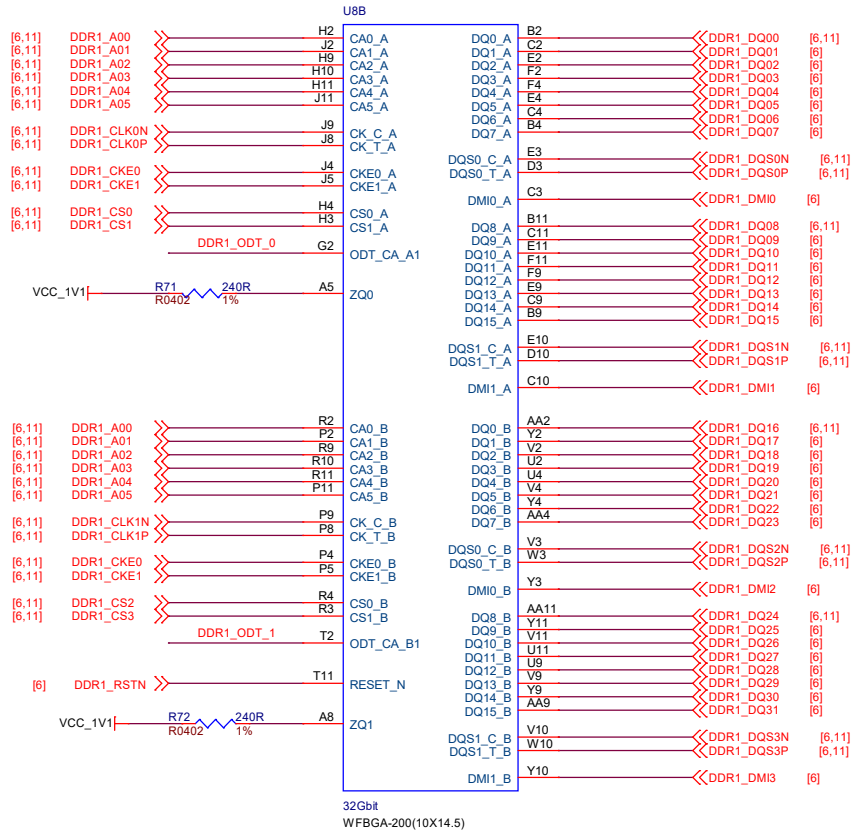 U8B
[6,11] DDR1_A00 H2 CA0_A DQ0_A B2 DDR1_DQ00 [6,11]
[6,11] DDR1_A01 J2 CA1_A DQ1_A C2 DDR1_DQ01 [6]
[6,11] DDR1_A02 H9 CA2_A DQ2_A E2 DDR1_DQ02 [6]
[6,11] DDR1_A03 H10 CA3_A DQ3_A F2 DDR1_DQ03 [6]
[6,11] DDR1_A04 H11 CA4_A DQ4_A F4 DDR1_DQ04 [6]
[6,11] DDR1_A05 J11 CA5_A DQ5_A E4 DDR1_DQ05 [6]
DQ6_A C4 DDR1_DQ06 [6]
[6,11] DDR1_CLK0N J9 CK_C_A DQ7_A B4 DDR1_DQ07 [6]
[6,11] DDR1_CLK0P J8 CK_T_A
DQS0_C_A E3 DDR1_DQS0N [6,11]
[6,11] DDR1_CKE0 J4 CKE0_A DQS0_T_A D3 DDR1_DQS0P [6,11]
[6,11] DDR1_CKE1 J5 CKE1_A
DMI0_A C3 DDR1_DMI0 [6]
[6,11] DDR1_CS0 H4 CS0_A
[6,11] DDR1_CS1 H3 CS1_A DQ8_A B11 DDR1_DQ08 [6,11]
DQ9_A C11 DDR1_DQ09 [6]
DDR1_ODT_0 G2 ODT_CA_A1 DQ10_A E11 DDR1_DQ10 [6]
DQ11_A F11 DDR1_DQ11 [6]
DQ12_A F9 DDR1_DQ12 [6]
VCC_1V1 R71 240R A5 ZQ0 DQ13_A E9 DDR1_DQ13 [6]
R0402 1% DQ14_A C9 DDR1_DQ14 [6]
DQ15_A B9 DDR1_DQ15 [6]
DQS1_C_A E10 DDR1_DQS1N [6,11]
DQS1_T_A D10 DDR1_DQS1P [6,11]
DMI1_A C10 DDR1_DMI1 [6]
[6,11] DDR1_A00 R2 CA0_B DQ0_B AA2 DDR1_DQ16 [6,11]
[6,11] DDR1_A01 P2 CA1_B DQ1_B Y2 DDR1_DQ17 [6]
[6,11] DDR1_A02 R9 CA2_B DQ2_B V2 DDR1_DQ18 [6]
[6,11] DDR1_A03 R10 CA3_B DQ3_B U2 DDR1_DQ19 [6]
[6,11] DDR1_A04 R11 CA4_B DQ4_B U4 DDR1_DQ20 [6]
[6,11] DDR1_A05 P11 CA5_B DQ5_B V4 DDR1_DQ21 [6]
DQ6_B Y4 DDR1_DQ22 [6]
[6,11] DDR1_CLK1N P9 CK_C_B DQ7_B AA4 DDR1_DQ23 [6]
[6,11] DDR1_CLK1P P8 CK_T_B
DQS0_C_B V3 DDR1_DQS2N [6,11]
[6,11] DDR1_CKE0 P4 CKE0_B DQS0_T_B W3 DDR1_DQS2P [6,11]
[6,11] DDR1_CKE1 P5 CKE1_B
DMI0_B Y3 DDR1_DMI2 [6]
[6,11] DDR1_CS2 R4 CS0_B
[6,11] DDR1_CS3 R3 CS1_B DQ8_B AA11 DDR1_DQ24 [6,11]
DQ9_B Y11 DDR1_DQ25 [6]
DDR1_ODT_1 T2 ODT_CA_B1 DQ10_B V11 DDR1_DQ26 [6]
DQ11_B U11 DDR1_DQ27 [6]
DQ12_B U9 DDR1_DQ28 [6]
[6] DDR1_RSTN T11 RESET_N DQ13_B V9 DDR1_DQ29 [6]
DQ14_B Y9 DDR1_DQ30 [6]
DQ15_B AA9 DDR1_DQ31 [6]
VCC_1V1 R72 240R A8 ZQ1
R0402 1%
DQS1_C_B V10 DDR1_DQS3N [6,11]
DQS1_T_B W10 DDR1_DQS3P [6,11]
DMI1_B Y10 DDR1_DMI3 [6]
32Gbit
WFBGA-200(10X14.5)